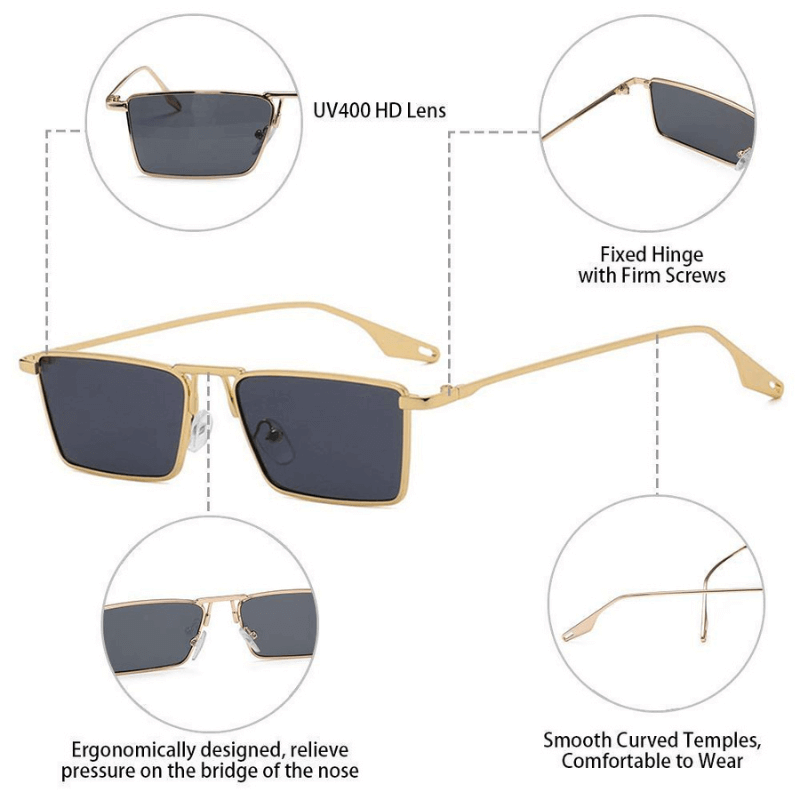 UV400 HD Lens
Fixed Hinge
with Firm Screws
Ergonomically designed, relieve
pressure on the bridge of the nose
Smooth Curved Temples,
Comfortable to Wear